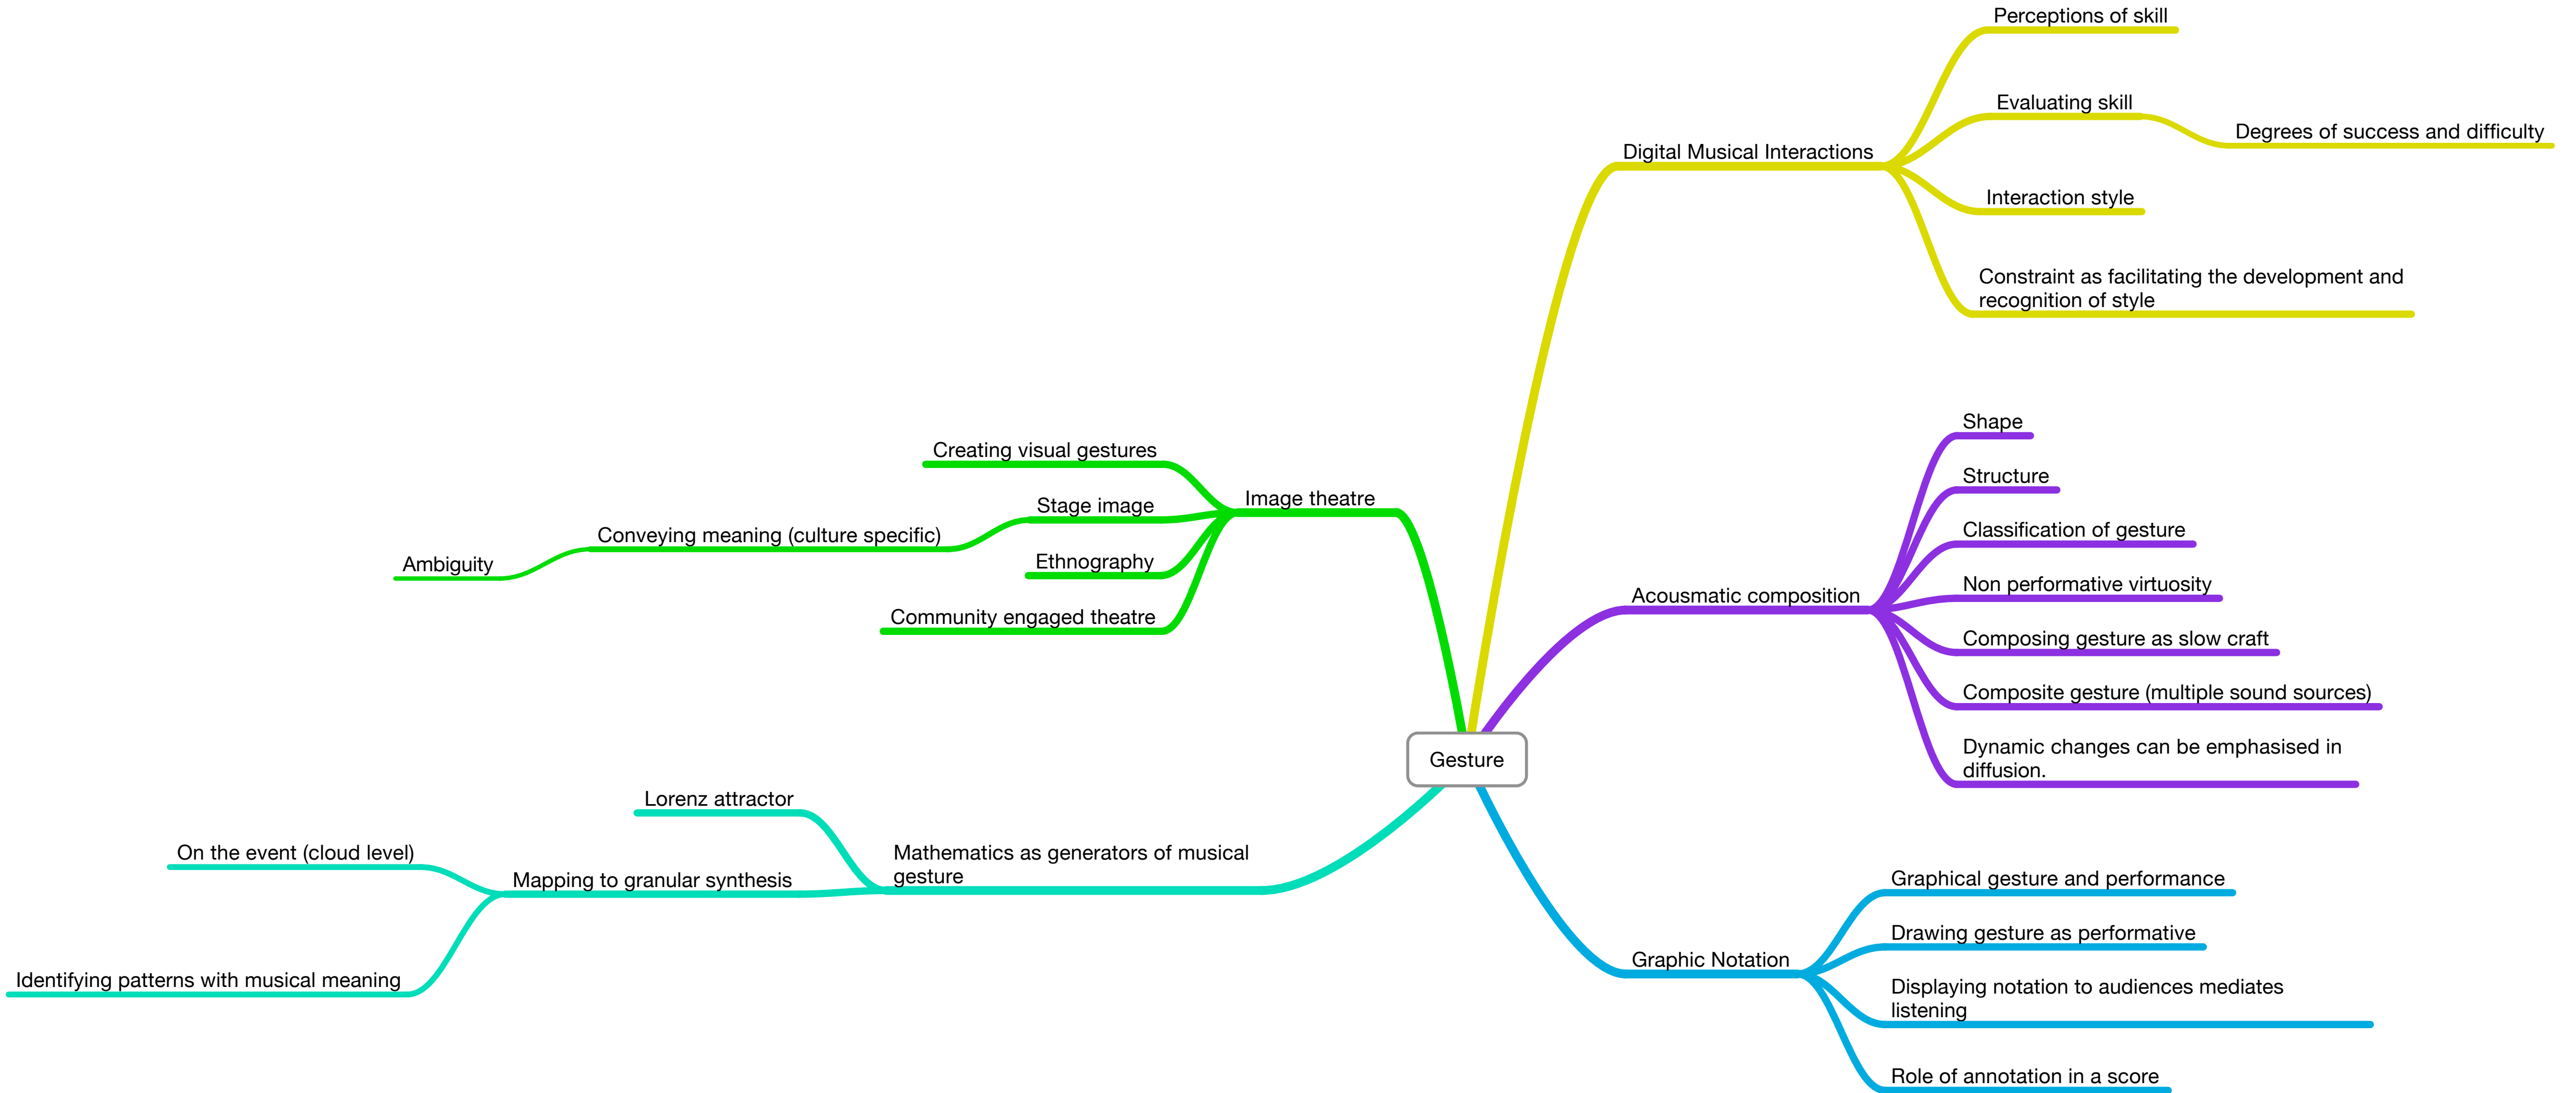 Gesture
Digital Musical Interactions
Perceptions of skill
Evaluating skill
Degrees of success and difficulty
Interaction style
Constraint as facilitating the development and
recognition of style
Acousmatic composition
Shape
Structure
Classification of gesture
Non performative virtuosity
Composing gesture as slow craft
Composite gesture (multiple sound sources)
Dynamic changes can be emphasised in
diffusion.
Graphic Notation
Graphical gesture and performance
Drawing gesture as performative
Displaying notation to audiences mediates
listening
Role of annotation in a score
Mathematics as generators of musical
gesture
Lorenz attractor
Mapping to granular synthesis
On the event (cloud level)
Identifying patterns with musical meaning
Image theatre
Creating visual gestures
Stage image
Conveying meaning (culture specific)
Ambiguity
Ethnography
Community engaged theatre